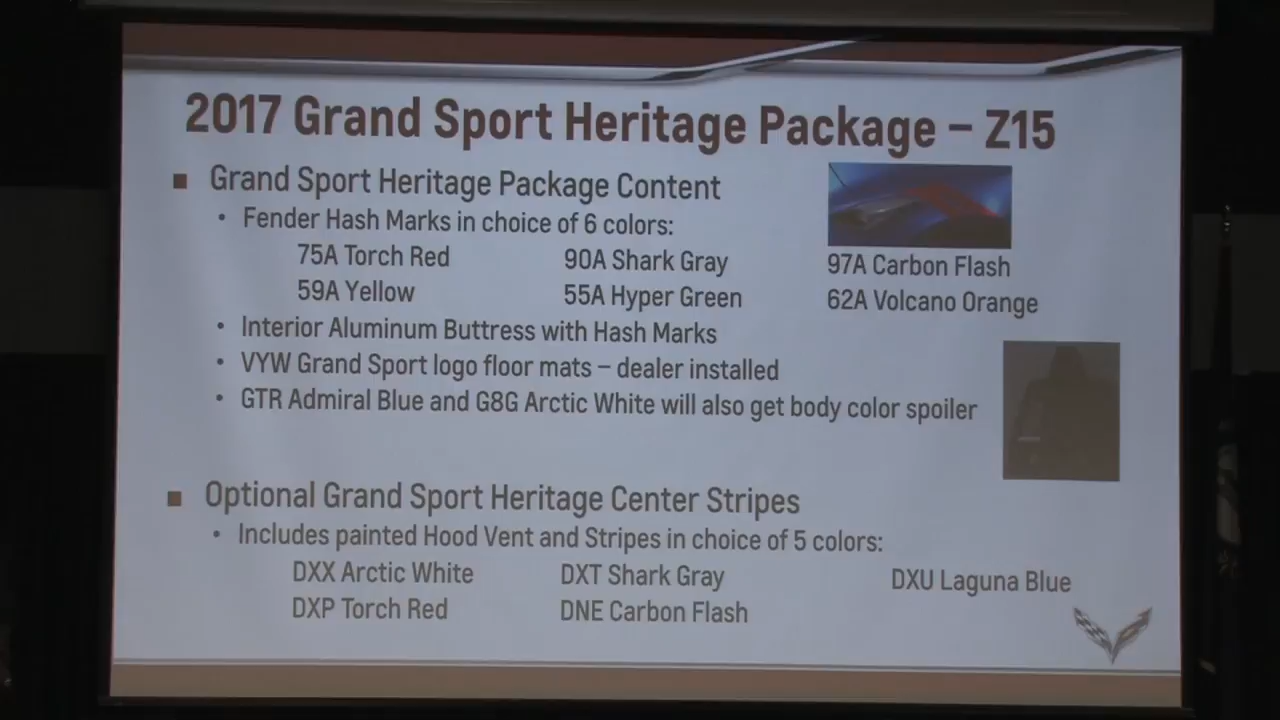 2017 Grand Sport Heritage Package – Z15
Grand Sport Heritage Package Content
Fender Hash Marks in choice of 6 colors:
75A Torch Red 90A Shark Gray 97A Carbon Flash
59A Yellow 55A Hyper Green 62A Volcano Orange
Interior Aluminum Buttress with Hash Marks
VYW Grand Sport logo floor mats – dealer installed
GTR Admiral Blue and G8G Arctic White will also get body color spoiler
Optional Grand Sport Heritage Center Stripes
Includes painted Hood Vent and Stripes in choice of 5 colors:
DXX Arctic White DXT Shark Gray DXU Laguna Blue
DXP Torch Red DNE Carbon Flash